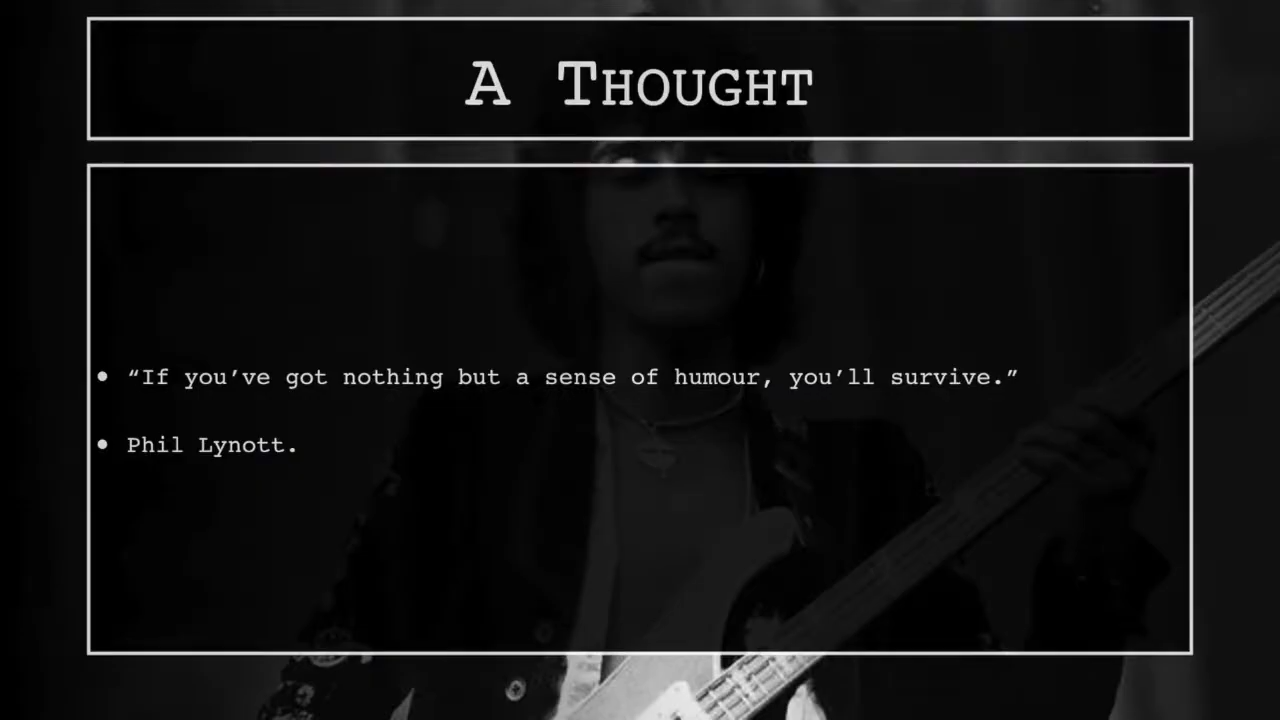 A Thought
• “If you’ve got nothing but a sense of humour, you’ll survive.”
• Phil Lynott.